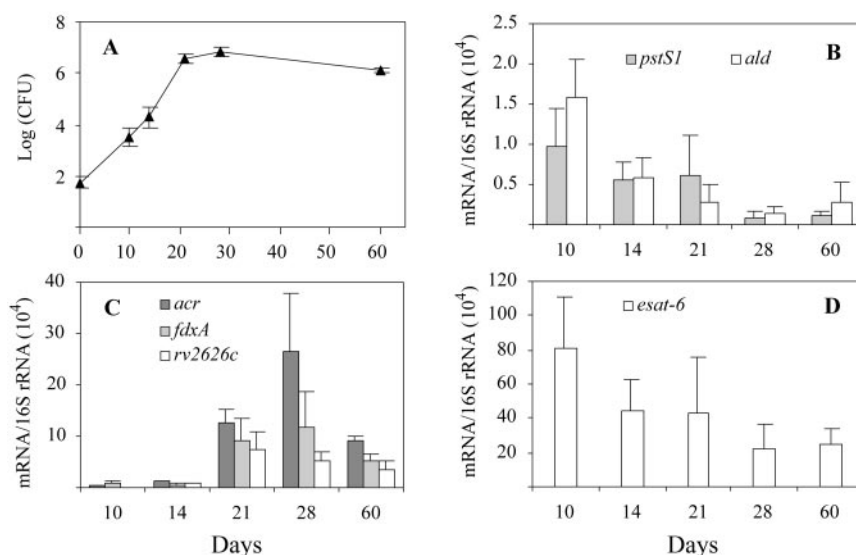 A
Log (CFU)
8
6
4
2
0
0 10 20 30 40 50 60
B
pstS1 ald
mRNA/16S rRNA (10⁴)
2.5
2.0
1.5
1.0
0.5
10 14 21 28 60
C
acr
fdxA
rv2626c
mRNA/16S rRNA (10⁴)
40
30
20
10
10 14 21 28 60
Days
D
esat-6
mRNA/16S rRNA (10⁴)
120
100
80
60
40
20
10 14 21 28 60
Days